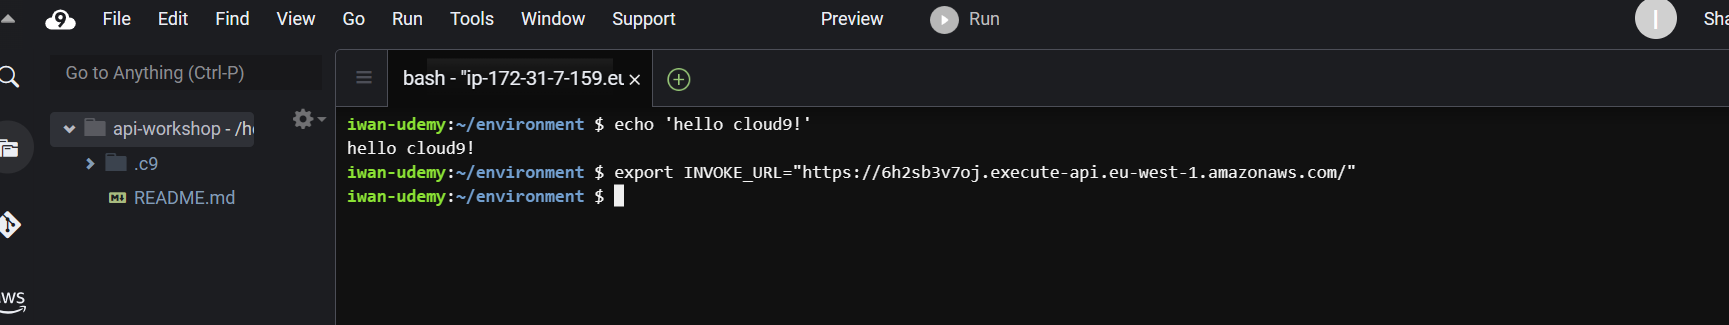 9 File Edit Find View Go Run Tools Window Support Preview Run I
Go to Anything (Ctrl-P)
bash - "ip-172-31-7-159.eu ×
api-workshop - /h
.c9
README.md
iwan-udemy:~/environment $ echo 'hello cloud9!'
hello cloud9!
iwan-udemy:~/environment $ export INVOKE_URL="https://6h2sb3v7oj.execute-api.eu-west-1.amazonaws.com/"
iwan-udemy:~/environment $